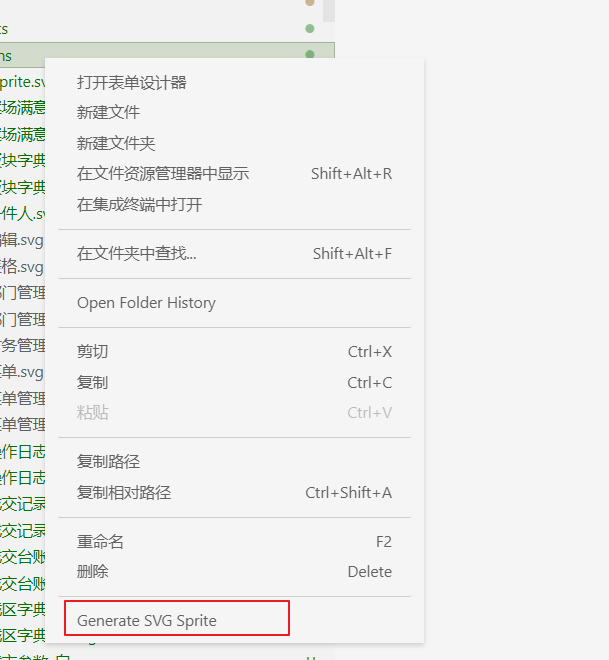 ts
ns
prite.sv
打开表单设计器
新建文件
新建文件夹
在文件资源管理器中显示 Shift+Alt+R
在集成终端中打开
在文件夹中查找... Shift+Alt+F
Open Folder History
剪切 Ctrl+X
复制 Ctrl+C
粘贴 Ctrl+V
复制路径
复制相对路径 Ctrl+Shift+A
重命名 F2
删除 Delete
Generate SVG Sprite
场满意
场满意
块字典
块字典
件人.sv
辑.svg
格.svg
门管理
门管理
务管理
单.svg
单管理
单管理
作日志
作日志
交记录
交记录
交台账
交台账
区字典
区字典